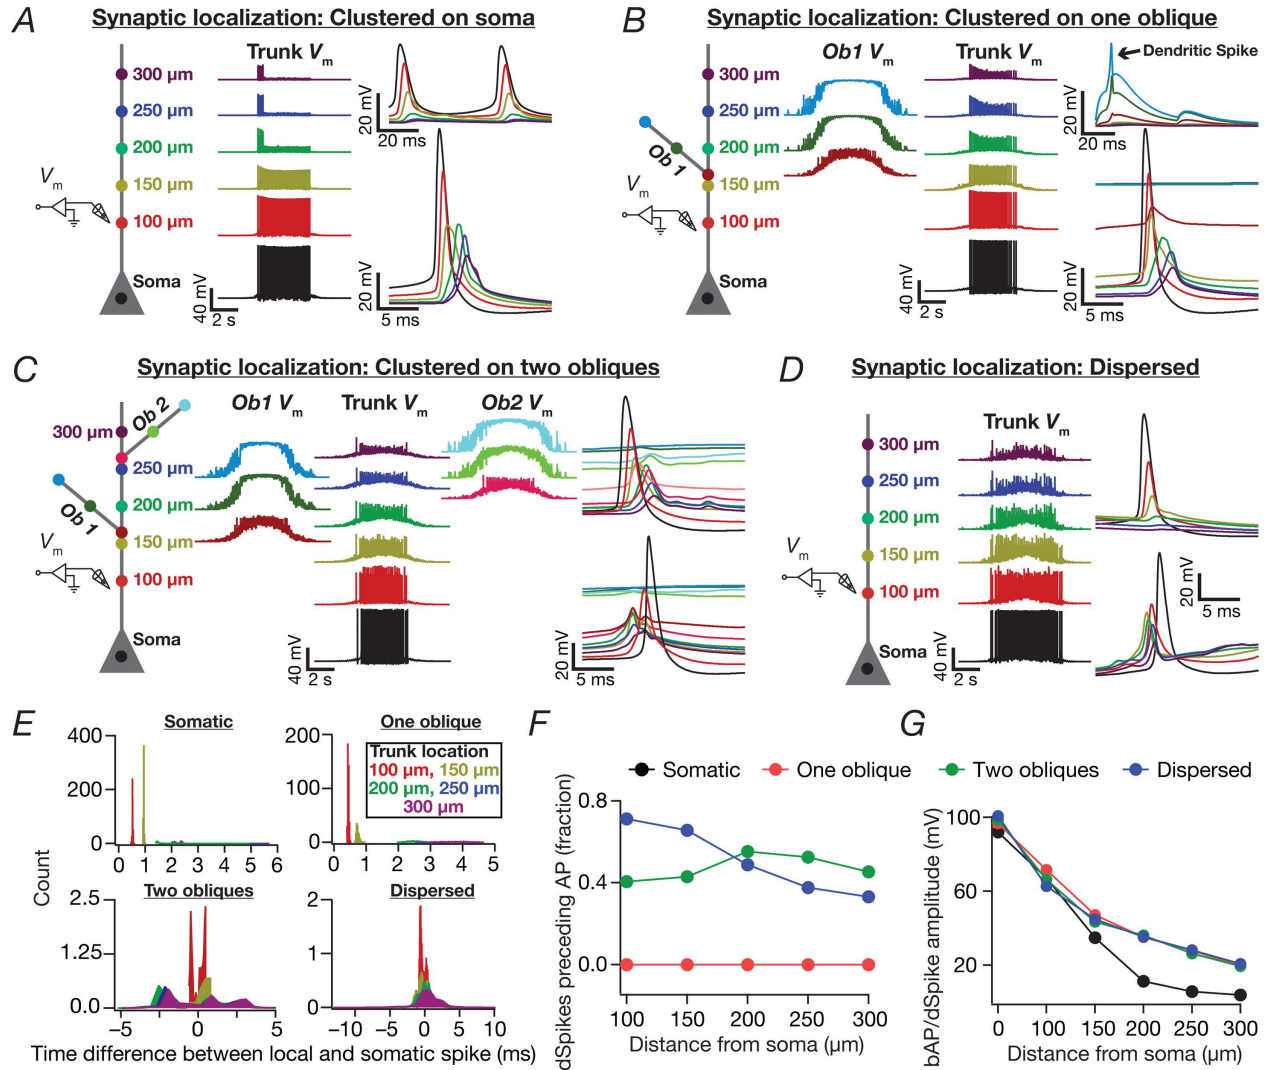 A Synaptic localization: Clustered on soma
Trunk Vm
300 µm
250 µm
200 µm
150 µm
100 µm
Vm
Soma
40 mV
2 s
20 mV
20 ms
20 mV
5 ms
B Synaptic localization: Clustered on one oblique
Ob1 Vm
Trunk Vm
Dendritic Spike
300 µm
250 µm
200 µm
150 µm
100 µm
Ob 1
Vm
Soma
40 mV
2 s
20 mV
20 ms
20 mV
5 ms
C Synaptic localization: Clustered on two obliques
Ob1 Vm
Trunk Vm
Ob2 Vm
Ob 2
300 µm
250 µm
200 µm
150 µm
100 µm
Ob 1
Vm
Soma
40 mV
2 s
20 mV
5 ms
D Synaptic localization: Dispersed
Trunk Vm
300 µm
250 µm
200 µm
150 µm
100 µm
Vm
Soma
40 mV
2 s
20 mV
5 ms
E
Somatic
400
200
0
0 1 2 3 4 5 6
One oblique
200
100
0
0 1 2 3 4 5
Trunk location
100 µm, 150 µm
200 µm, 250 µm
300 µm
Count
Two obliques
2.5
1.25
0.0
−5 0 5
Dispersed
2
1
0
−10 −5 0 5 10
Time difference between local and somatic spike (ms)
F
G
Somatic One oblique Two obliques Dispersed
dSpikes preceding AP (fraction)
0.8
0.4
0.0
100 150 200 250 300
Distance from soma (µm)
bAP/dSpike amplitude (mV)
100
60
20
0 100 150 200 250 300
Distance from soma (µm)